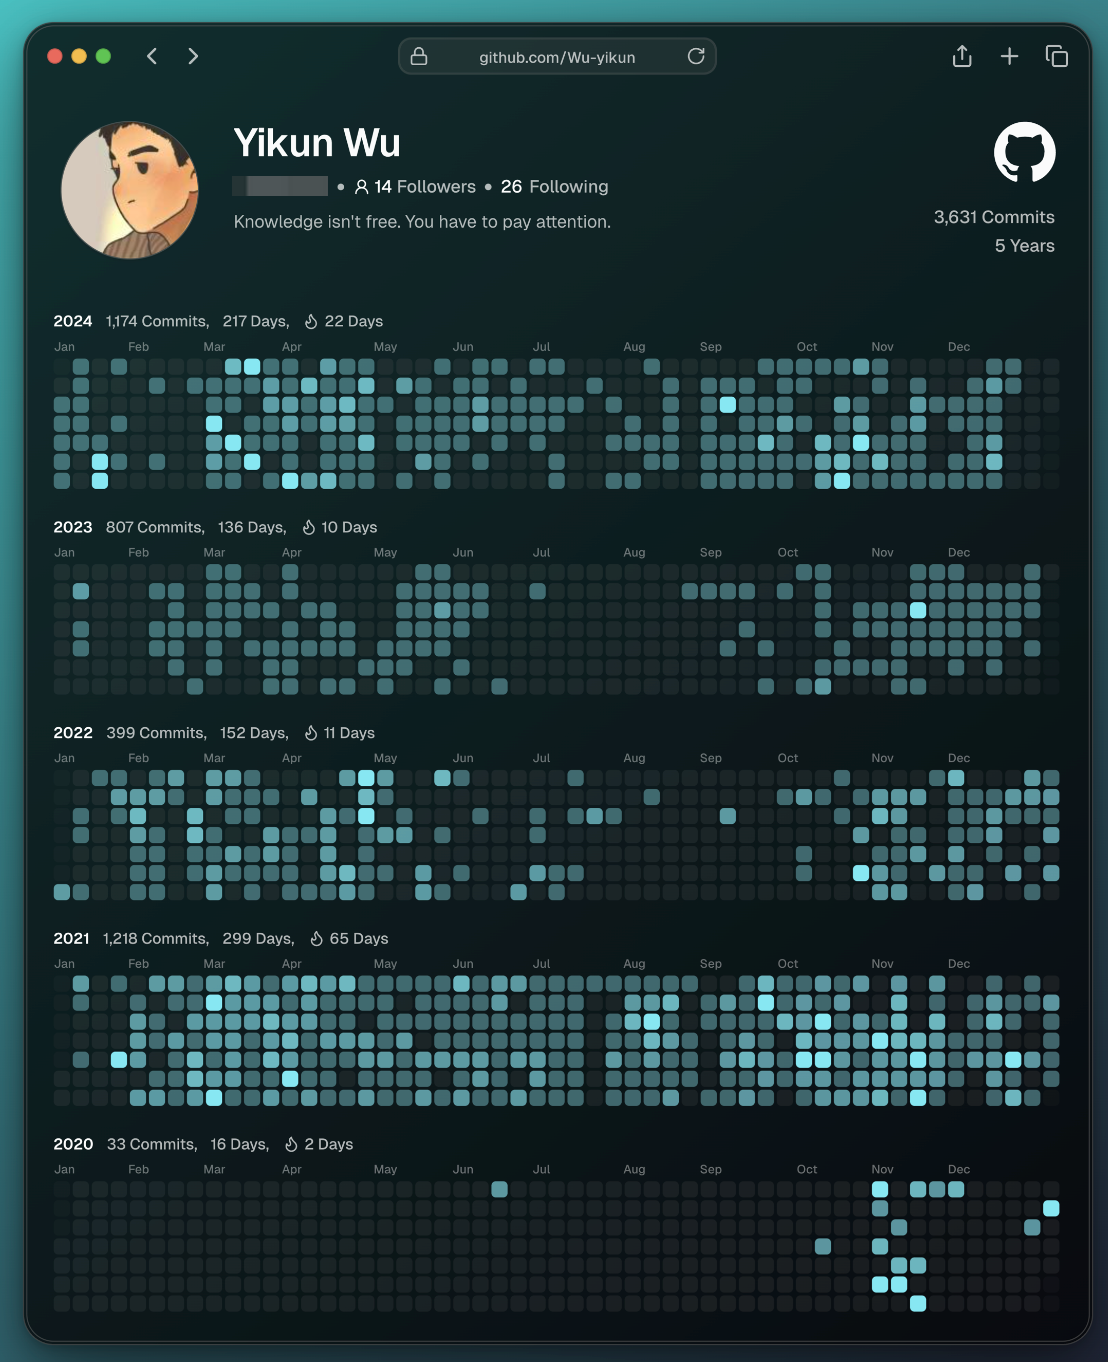 github.com/Wu-yikun
Yikun Wu
14 Followers • 26 Following
Knowledge isn't free. You have to pay attention.
3,631 Commits
5 Years
2024 1,174 Commits, 217 Days, 22 Days
Jan Feb Mar Apr May Jun Jul Aug Sep Oct Nov Dec
2023 807 Commits, 136 Days, 10 Days
Jan Feb Mar Apr May Jun Jul Aug Sep Oct Nov Dec
2022 399 Commits, 152 Days, 11 Days
Jan Feb Mar Apr May Jun Jul Aug Sep Oct Nov Dec
2021 1,218 Commits, 299 Days, 65 Days
Jan Feb Mar Apr May Jun Jul Aug Sep Oct Nov Dec
2020 33 Commits, 16 Days, 2 Days
Jan Feb Mar Apr May Jun Jul Aug Sep Oct Nov Dec